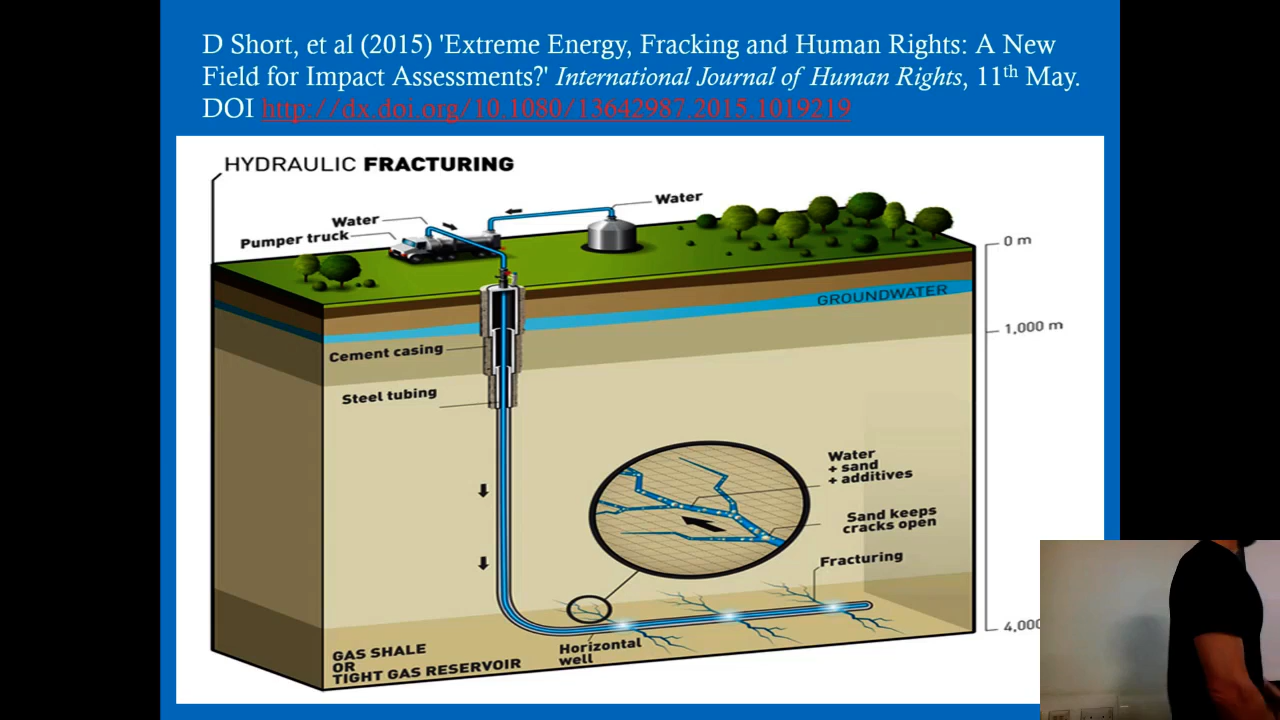 D Short, et al (2015) 'Extreme Energy, Fracking and Human Rights: A New
Field for Impact Assessments?' International Journal of Human Rights, 11th May.
DOI http://dx.doi.org/10.1080/13642987.2015.1019219
HYDRAULIC FRACTURING
Water
Water
Pumper truck
0 m
GROUNDWATER
1,000 m
Cement casing
Steel tubing
Water
+ sand
+ additives
Sand keeps
cracks open
Fracturing
4,000
Horizontal
well
GAS SHALE
OR
TIGHT GAS RESERVOIR